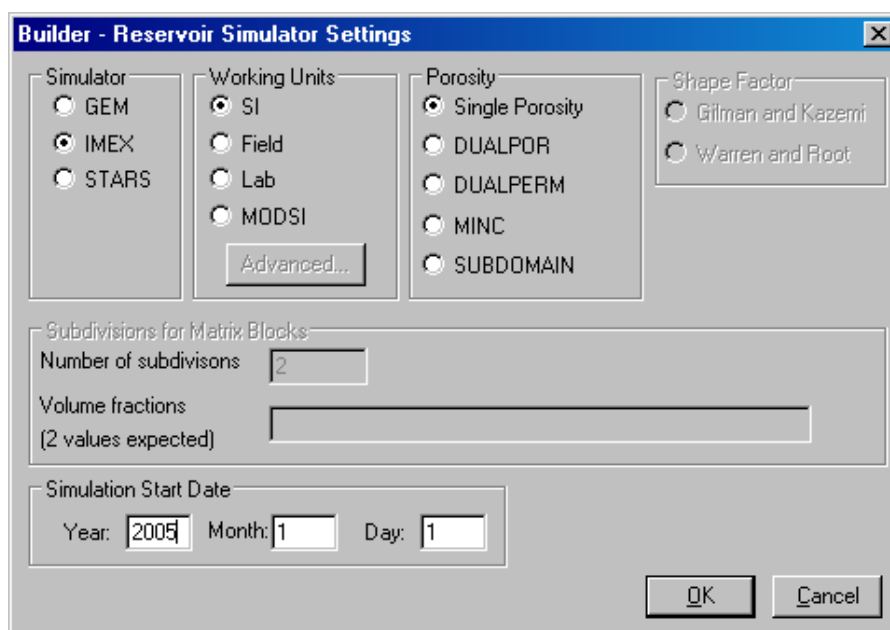 Builder - Reservoir Simulator Settings
Simulator
GEM
IMEX
STARS
Working Units
SI
Field
Lab
MODSI
Advanced...
Porosity
Single Porosity
DUALPOR
DUALPERM
MINC
SUBDOMAIN
Shape Factor
Gilman and Kazemi
Warren and Root
Subdivisions for Matrix Blocks
Number of subdivisons 2
Volume fractions
(2 values expected)
Simulation Start Date
Year: 2005 Month: 1 Day: 1
OK Cancel